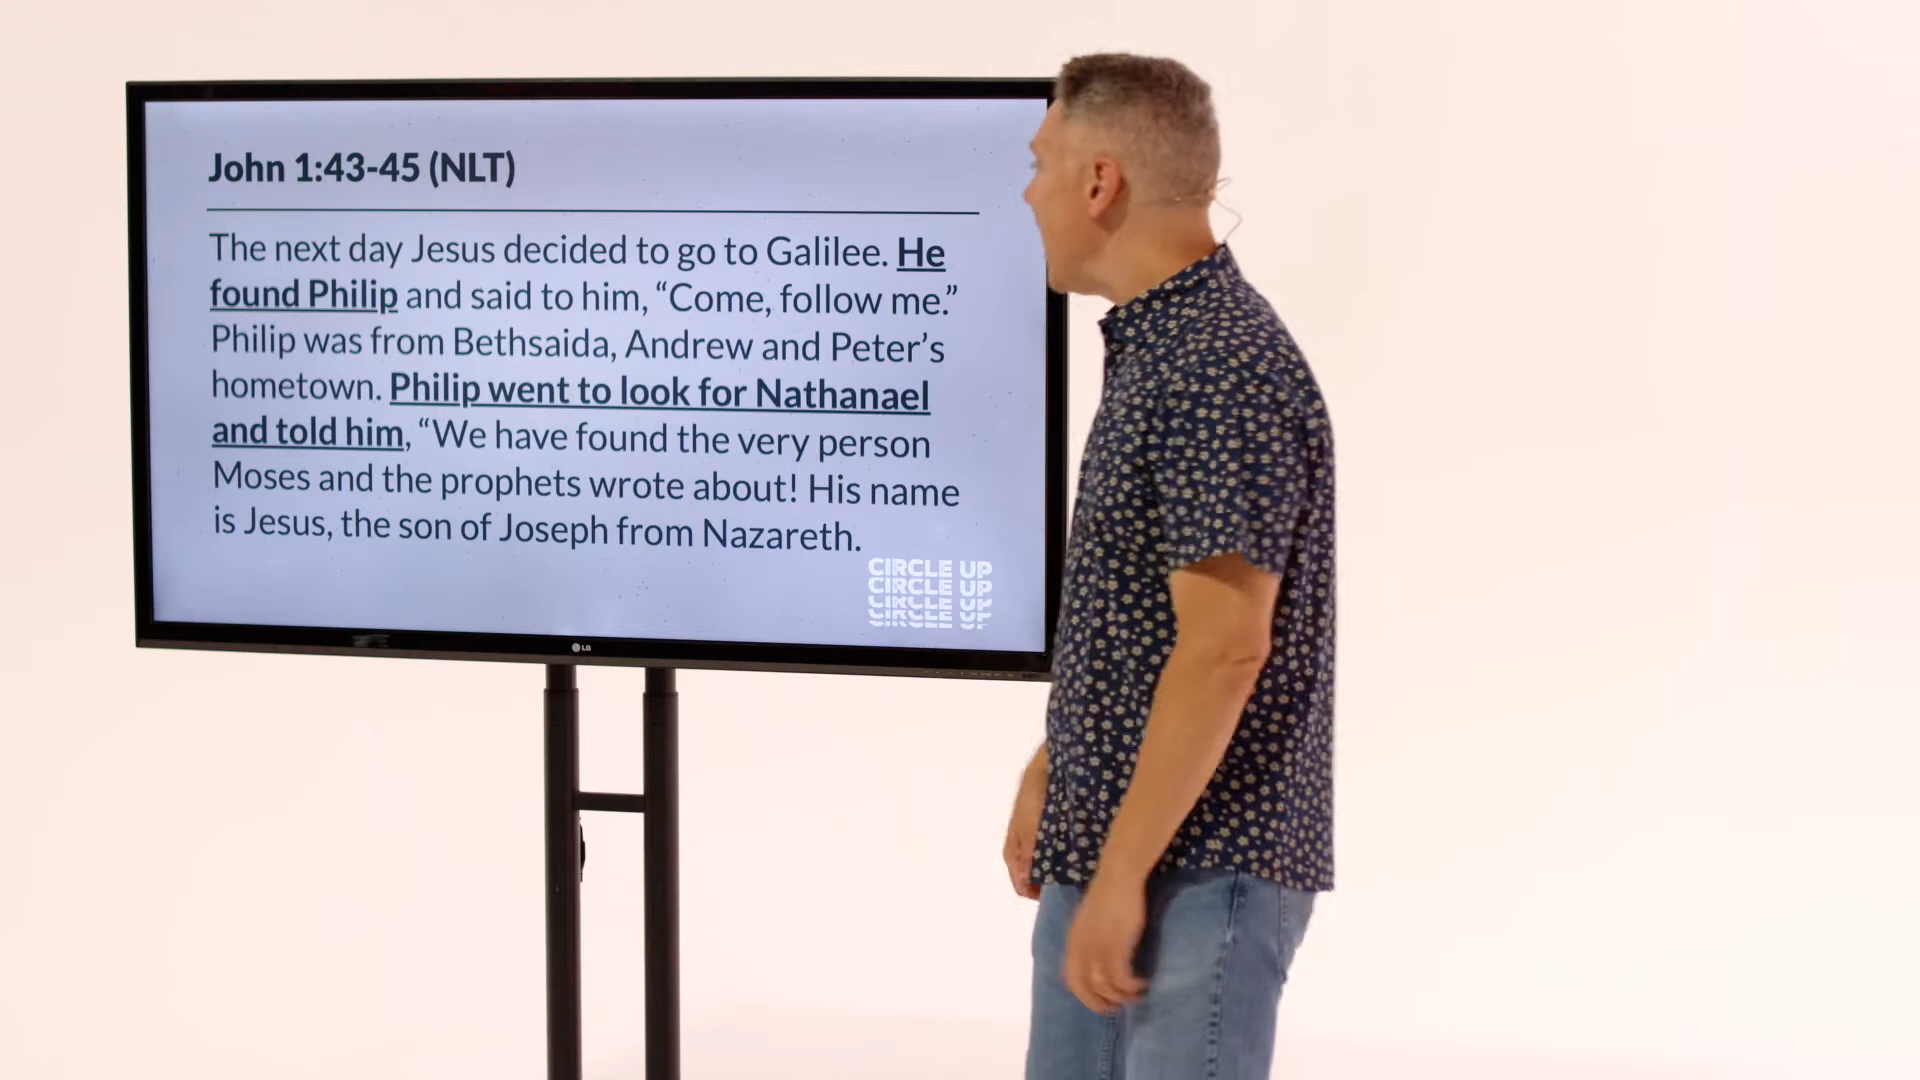 John 1:43-45 (NLT)
The next day Jesus decided to go to Galilee. He
found Philip and said to him, “Come, follow me.”
Philip was from Bethsaida, Andrew and Peter’s
hometown. Philip went to look for Nathanael
and told him, “We have found the very person
Moses and the prophets wrote about! His name
is Jesus, the son of Joseph from Nazareth.
CIRCLE UP
CIRCLE UP
CIRCLE UP
CIRCLE UP
LG